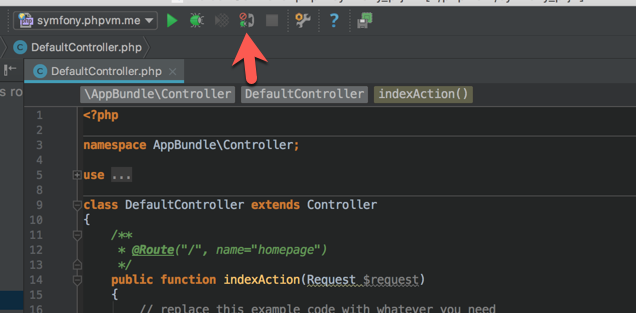 symfony.phpvm.me
?
DefaultController.php
s ro
DefaultController.php
\AppBundle\Controller DefaultController indexAction()
1 <?php
2
3 namespace AppBundle\Controller;
4
5 use ...
8
9 class DefaultController extends Controller
10 {
11 /**
12 * @Route("/", name="homepage")
13 */
14 public function indexAction(Request $request)
15 {
16 // replace this example code with whatever you need